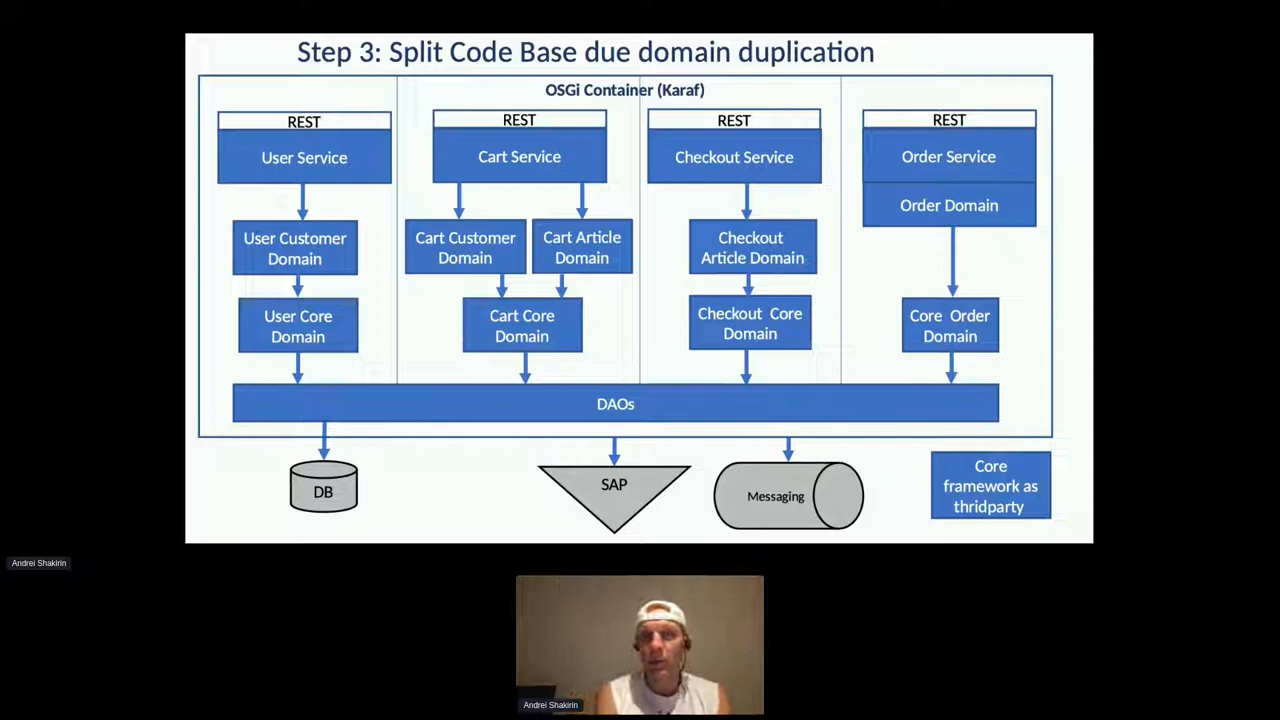 Step 3: Split Code Base due domain duplication
OSGi Container (Karaf)
REST
User Service
REST
Cart Service
REST
Checkout Service
REST
Order Service
Order Domain
User Customer
Domain
Cart Customer
Domain
Cart Article
Domain
Checkout
Article Domain
User Core
Domain
Cart Core
Domain
Checkout Core
Domain
Core Order
Domain
DAOs
DB
SAP
Messaging
Core
framework as
thridparty
Andrei Shakirin
Andrei Shakirin